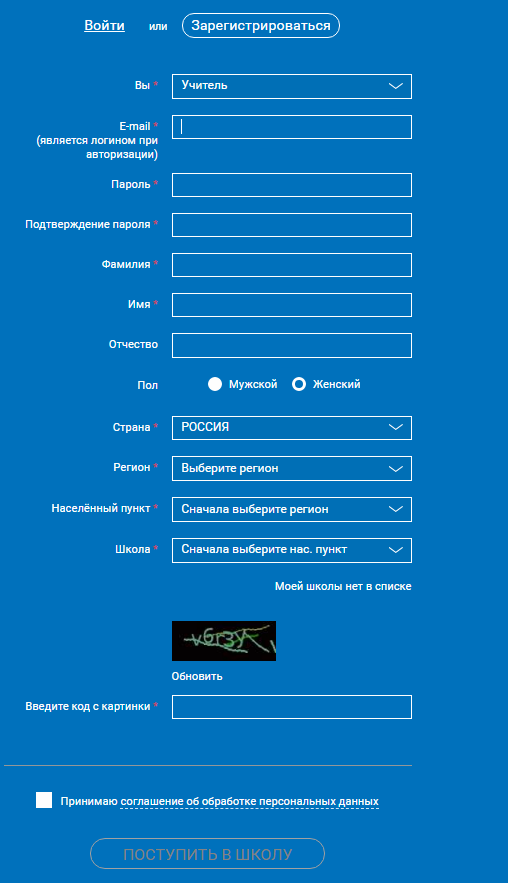 Войти или Зарегистрироваться
Вы * Учитель
E-mail *
(является логином при
авторизации)
Пароль *
Подтверждение пароля *
Фамилия *
Имя *
Отчество
Пол Мужской Женский
Страна * РОССИЯ
Регион * Выберите регион
Населённый пункт * Сначала выберите регион
Школа * Сначала выберите нас. пункт
Моей школы нет в списке
Обновить
Введите код с картинки *
Принимаю соглашение об обработке персональных данных
ПОСТУПИТЬ В ШКОЛУ